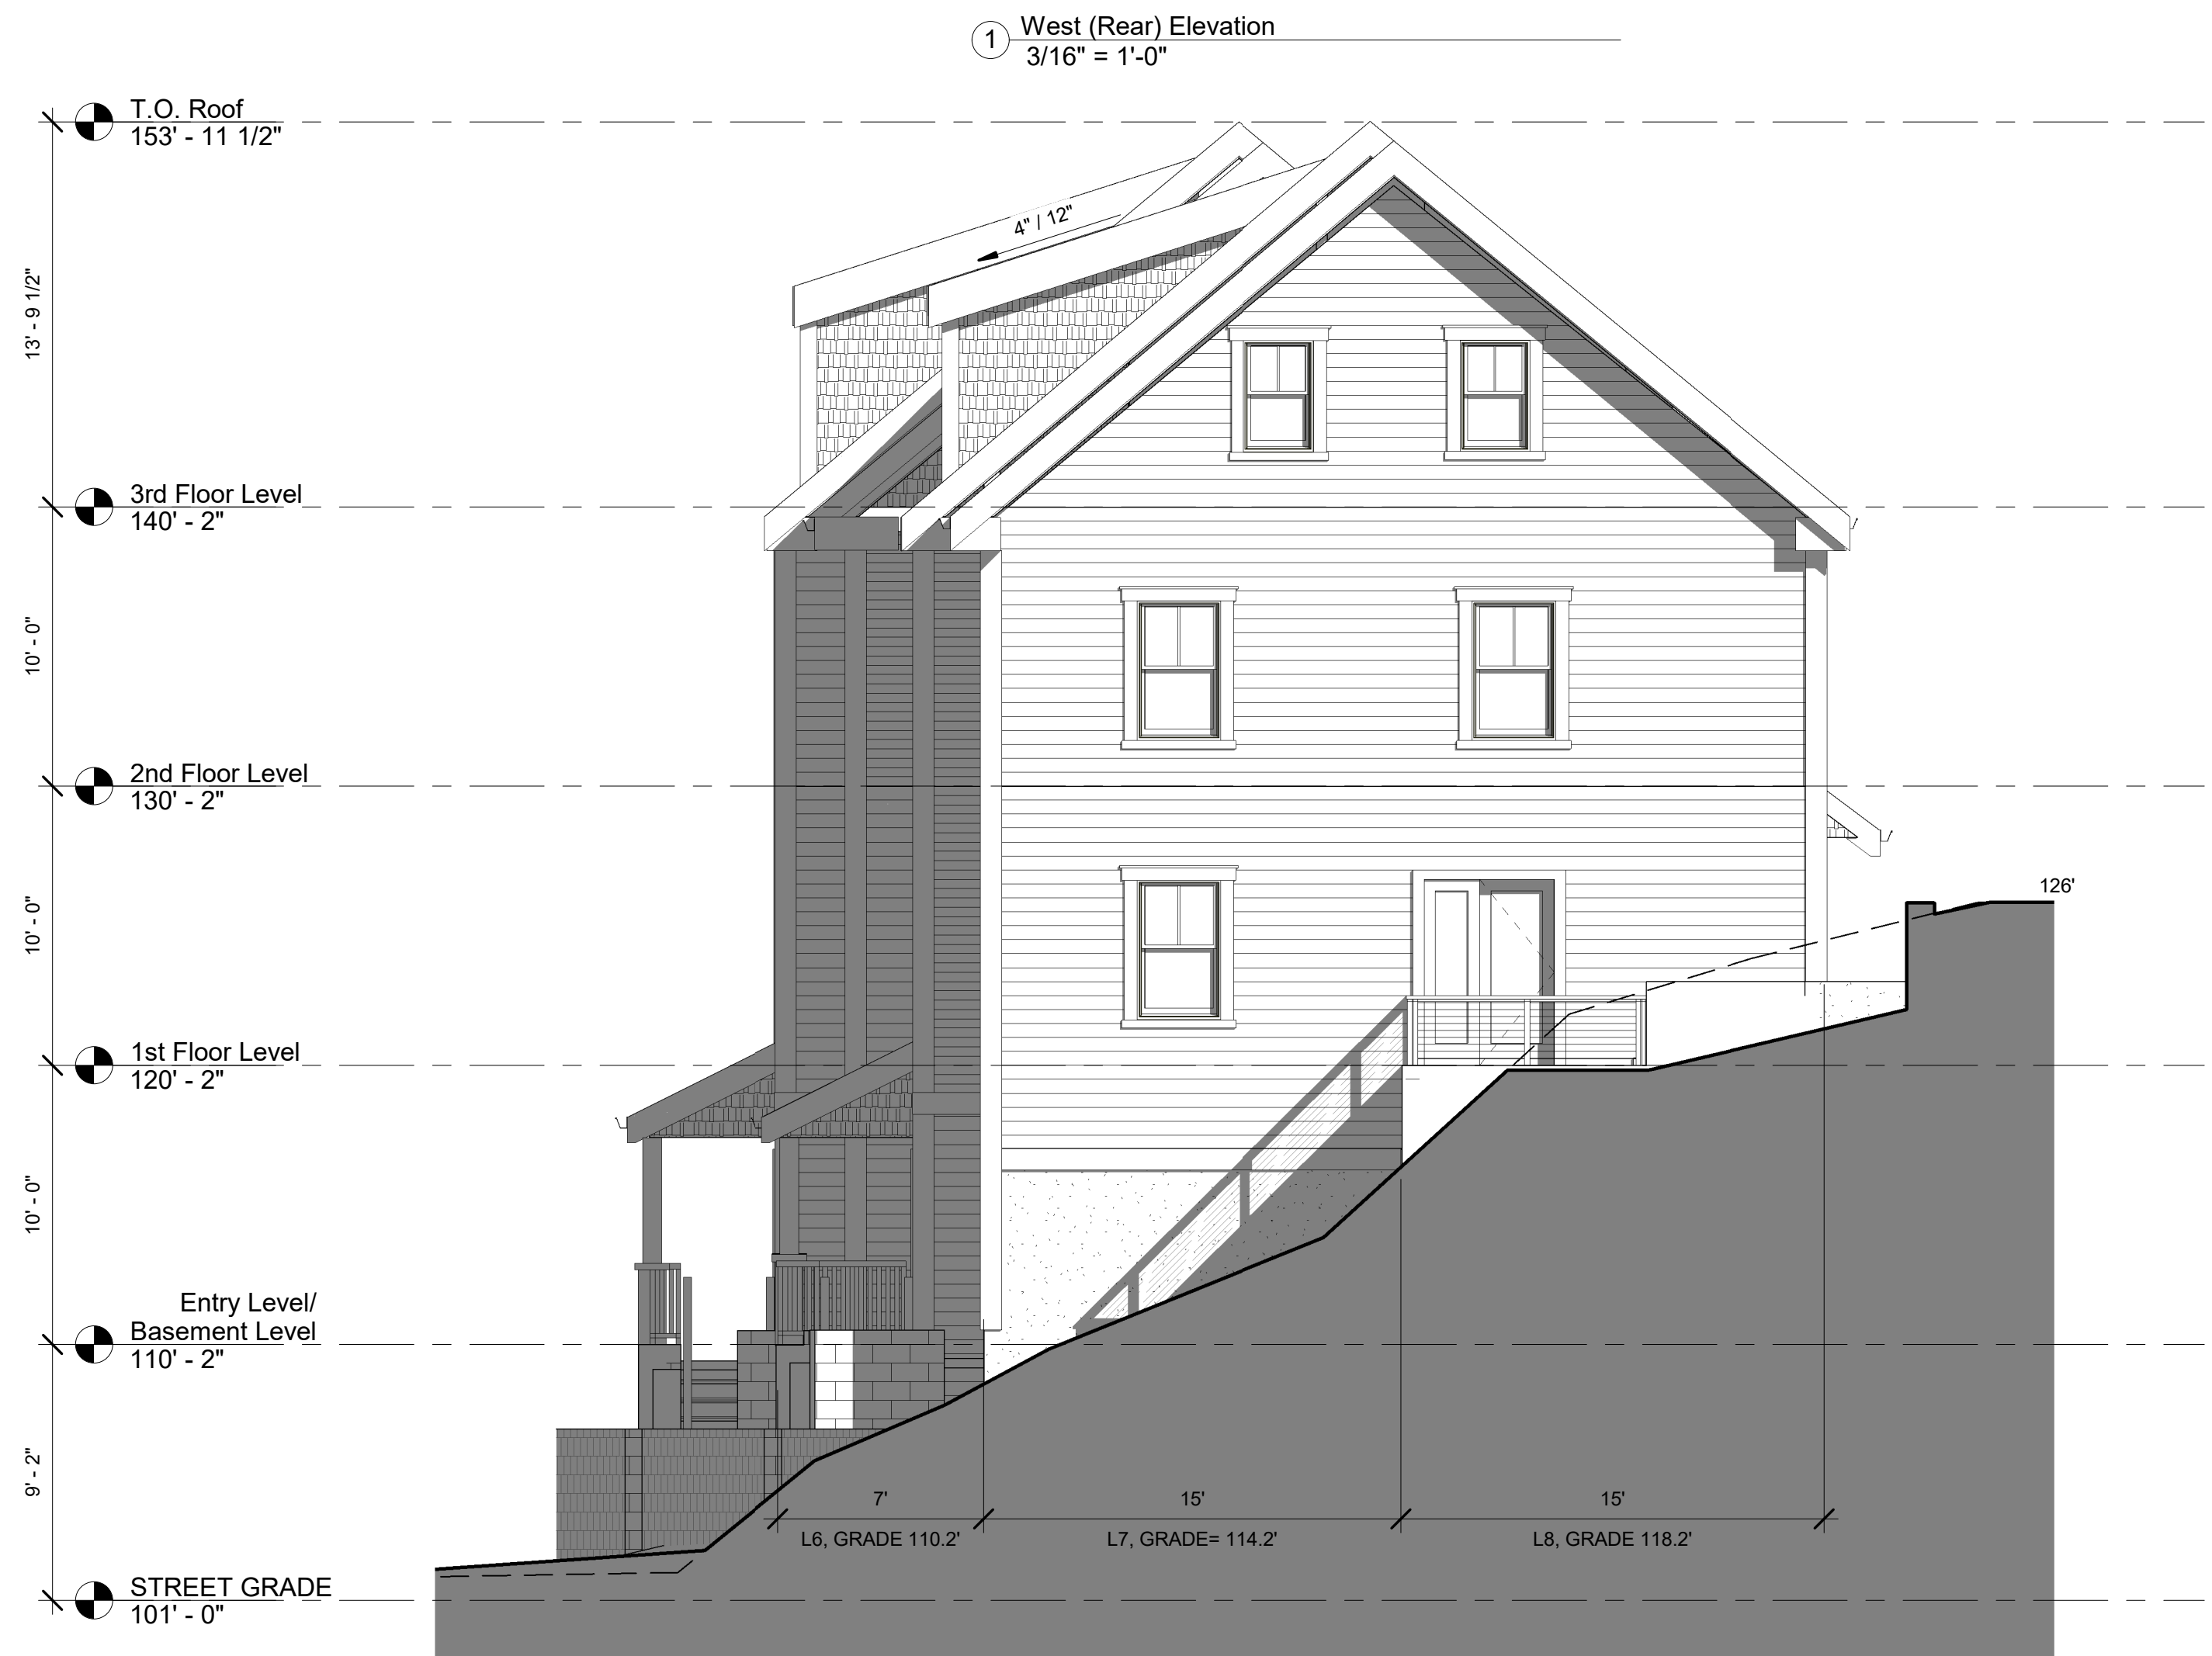 1
West (Rear) Elevation
3/16" = 1'-0"
T.O. Roof
153' - 11 1/2"
4" / 12"
13' - 9 1/2"
3rd Floor Level
140' - 2"
10' - 0"
2nd Floor Level
130' - 2"
126'
10' - 0"
1st Floor Level
120' - 2"
10' - 0"
Entry Level/
Basement Level
110' - 2"
9' - 2"
7'
15'
15'
L6, GRADE 110.2'
L7, GRADE= 114.2'
L8, GRADE 118.2'
STREET GRADE
101' - 0"